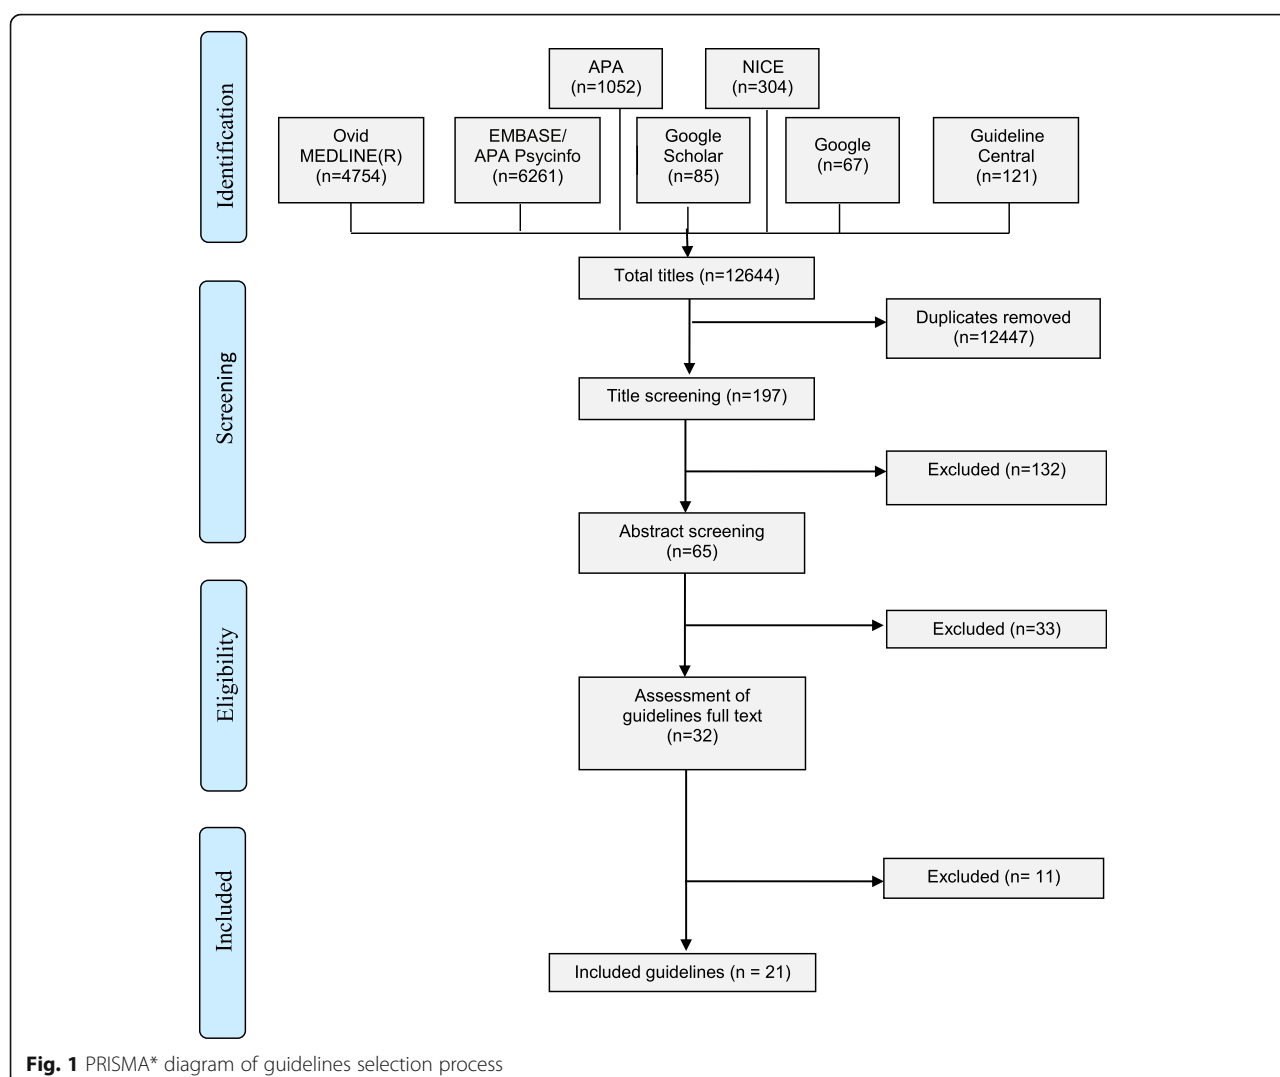 Identification
APA
(n=1052)
NICE
(n=304)
Ovid
MEDLINE(R)
(n=4754)
EMBASE/
APA Psycinfo
(n=6261)
Google
Scholar
(n=85)
Google
(n=67)
Guideline
Central
(n=121)
Total titles (n=12644)
Screening
Duplicates removed
(n=12447)
Title screening (n=197)
Excluded (n=132)
Abstract screening
(n=65)
Eligibility
Excluded (n=33)
Assessment of
guidelines full text
(n=32)
Included
Excluded (n= 11)
Included guidelines (n = 21)
Fig. 1 PRISMA* diagram of guidelines selection process